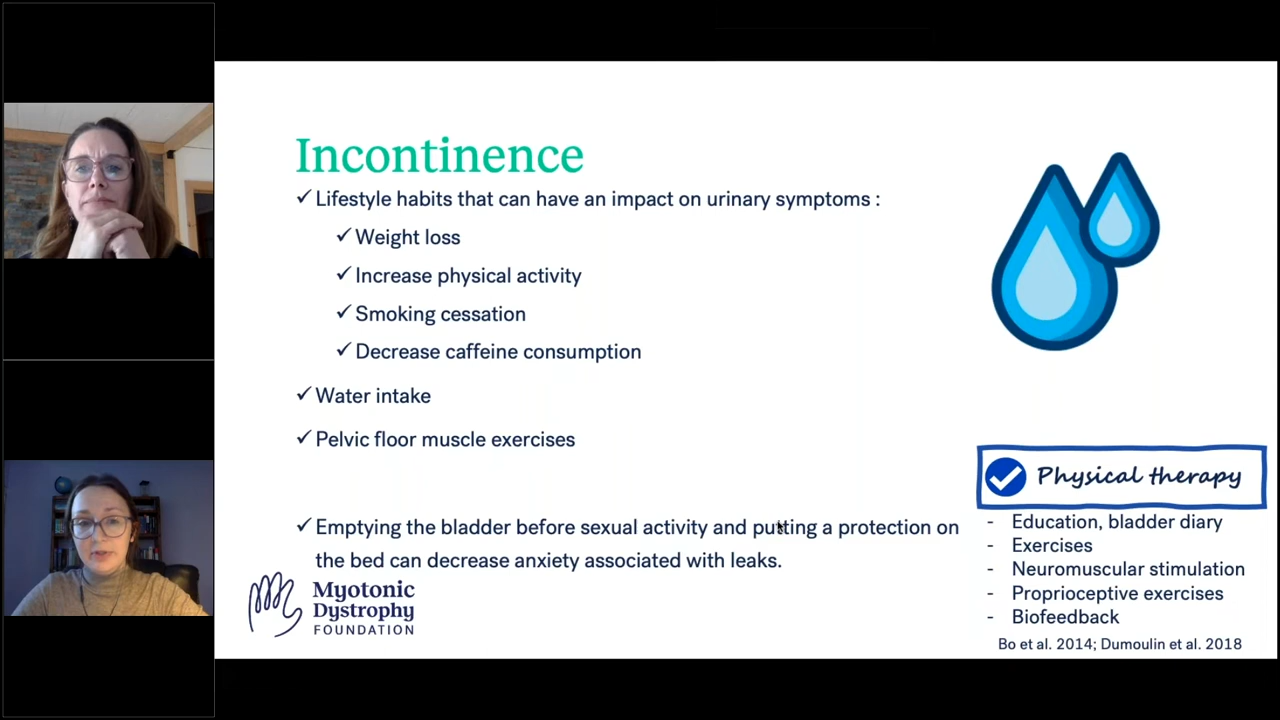 Incontinence
✓ Lifestyle habits that can have an impact on urinary symptoms :
✓ Weight loss
✓ Increase physical activity
✓ Smoking cessation
✓ Decrease caffeine consumption
✓ Water intake
✓ Pelvic floor muscle exercises
✓ Emptying the bladder before sexual activity and putting a protection on
the bed can decrease anxiety associated with leaks.
Myotonic
Dystrophy
FOUNDATION
Physical therapy
- Education, bladder diary
- Exercises
- Neuromuscular stimulation
- Proprioceptive exercises
- Biofeedback
Bo et al. 2014; Dumoulin et al. 2018